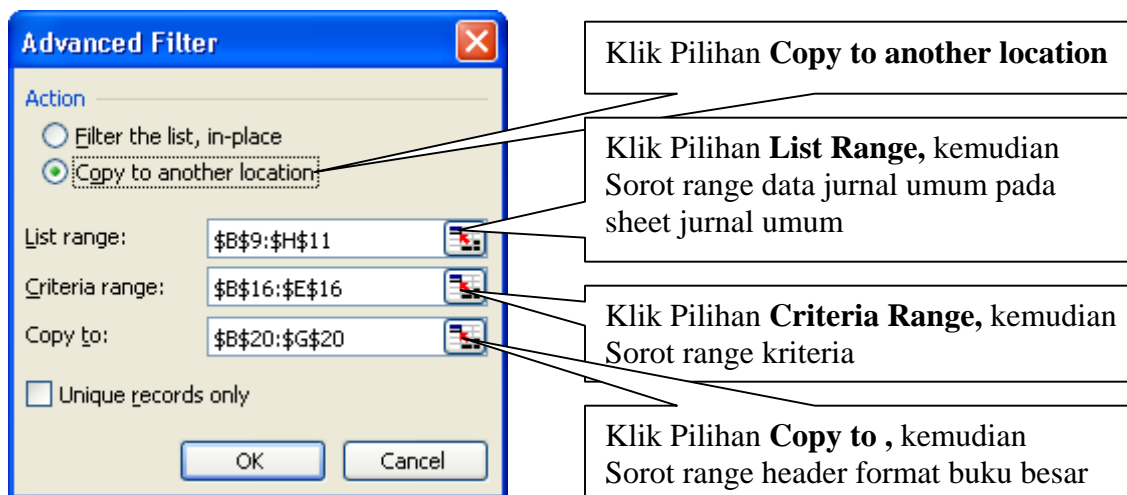 Advanced Filter
Action
Filter the list, in-place
Copy to another location
List range:
$B$9:$H$11
Criteria range:
$B$16:$E$16
Copy to:
$B$20:$G$20
Unique records only
OK
Cancel
Klik Pilihan Copy to another location
Klik Pilihan List Range, kemudian
Sorot range data jurnal umum pada
sheet jurnal umum
Klik Pilihan Criteria Range, kemudian
Sorot range kriteria
Klik Pilihan Copy to , kemudian
Sorot range header format buku besar